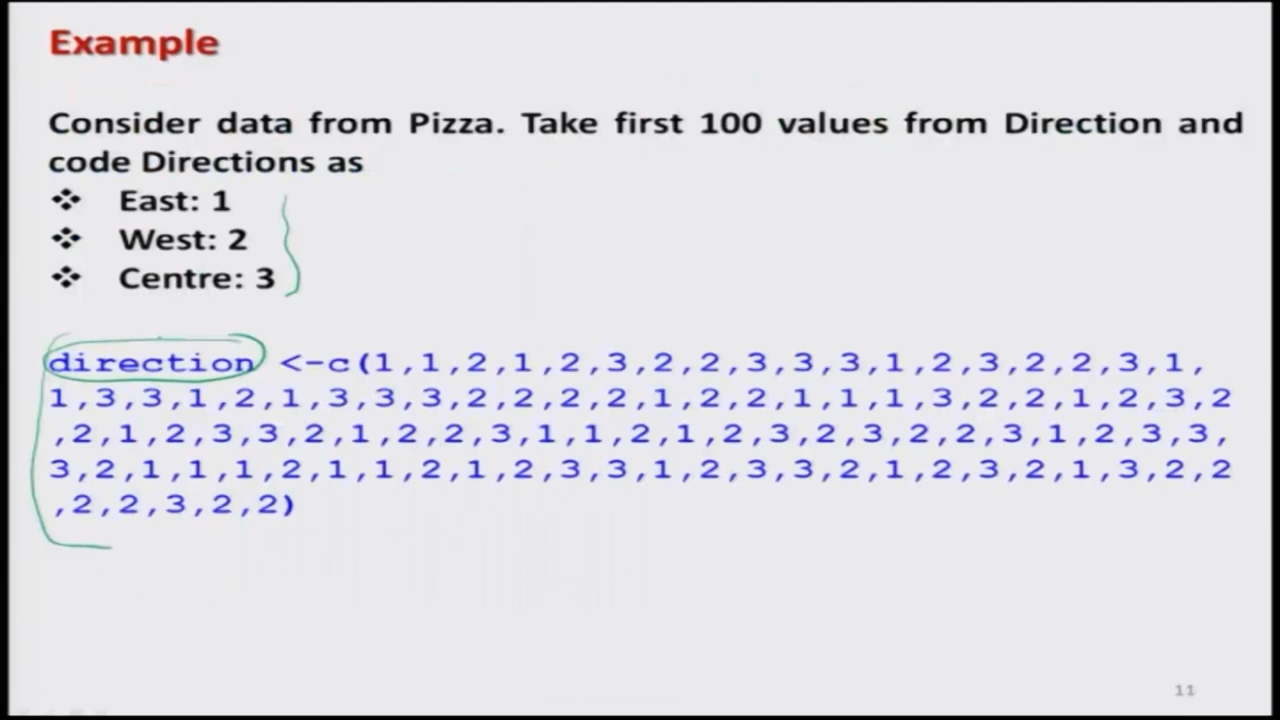 Example
Consider data from Pizza. Take first 100 values from Direction and
code Directions as
❖ East: 1
❖ West: 2
❖ Centre: 3
direction <-c(1,1,2,1,2,3,2,2,3,3,3,1,2,3,2,2,3,1,
1,3,3,1,2,1,3,3,3,2,2,2,2,1,2,2,1,1,1,3,2,2,1,2,3,2
,2,1,2,3,3,2,1,2,2,3,1,1,2,1,2,3,2,3,2,2,3,1,2,3,3,
3,2,1,1,1,2,1,1,2,1,2,3,3,1,2,3,3,2,1,2,3,2,1,3,2,2
,2,2,3,2,2)
11